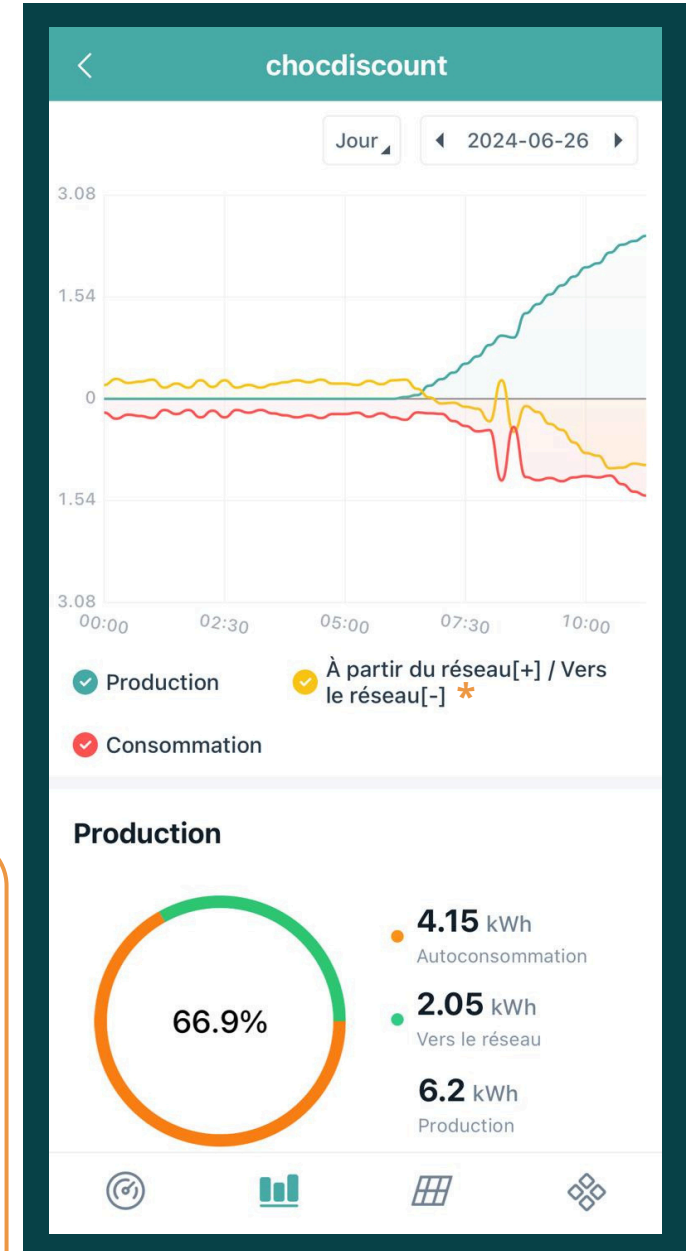 chocdiscount
Jour
2024-06-26
3.08
1.54
0
1.54
3.08
00:00 02:30 05:00 07:30 10:00
Production
À partir du réseau[+] / Vers
le réseau[-] *
Consommation
Production
66.9%
4.15 kWh
Autoconsommation
2.05 kWh
Vers le réseau
6.2 kWh
Production